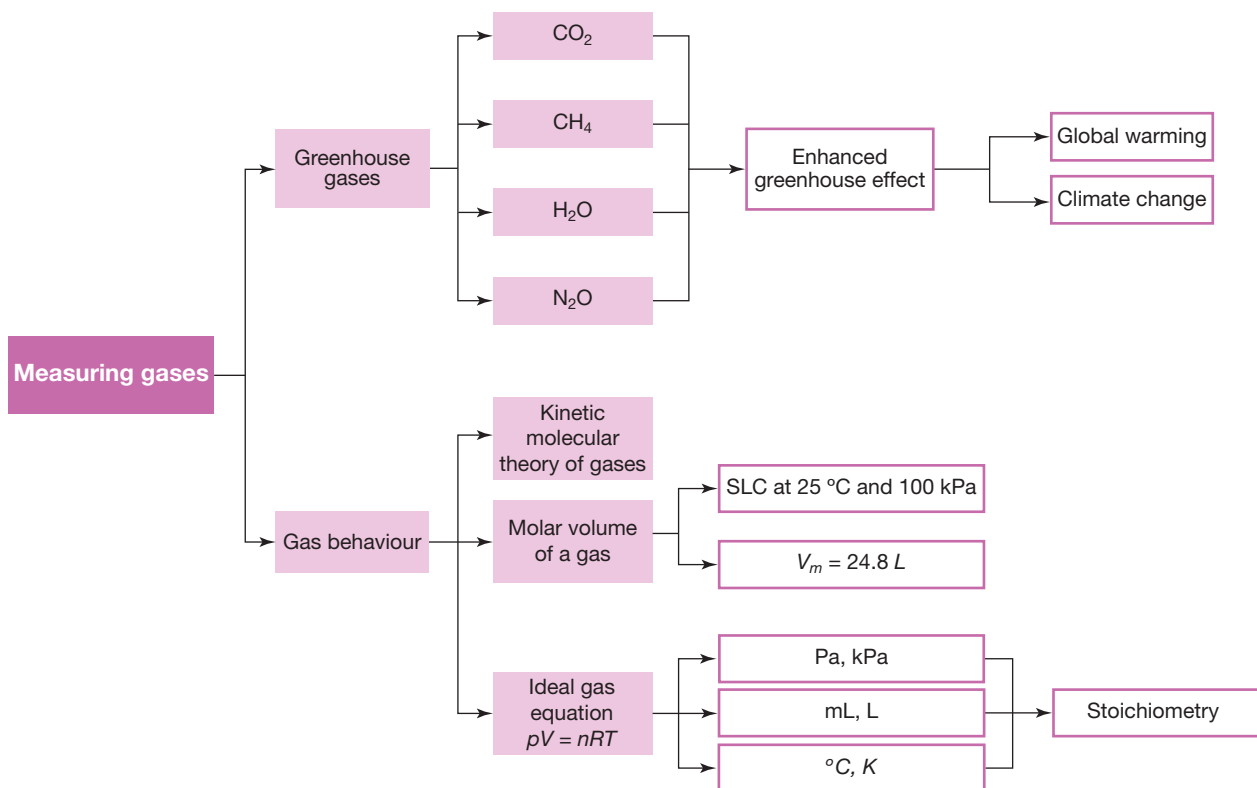 CO₂
CH₄
Greenhouse
gases
H₂O
N₂O
Enhanced
greenhouse effect
Global warming
Climate change
Measuring gases
Kinetic
molecular
theory of gases
Gas behaviour
Molar volume
of a gas
SLC at 25 ºC and 100 kPa
Vₘ = 24.8 L
Ideal gas
equation
pV = nRT
Pa, kPa
mL, L
ºC, K
Stoichiometry